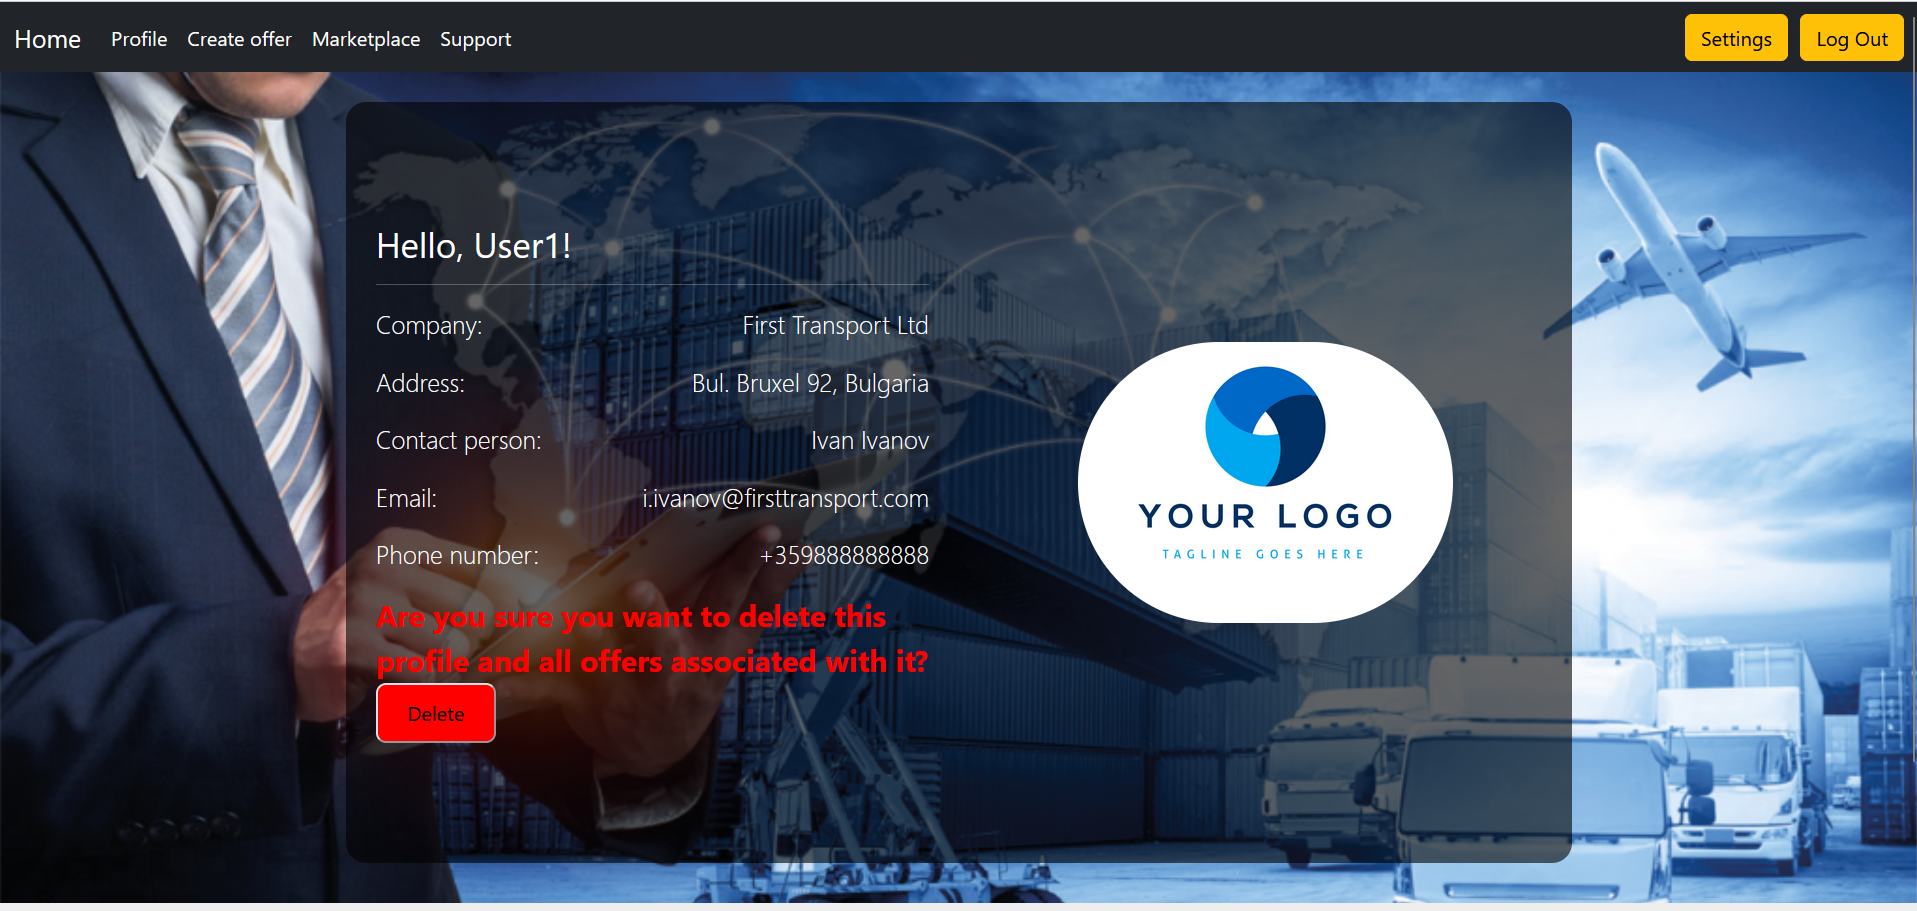 Home Profile Create offer Marketplace Support Settings Log Out
Hello, User1!
Company: First Transport Ltd
Address: Bul. Bruxel 92, Bulgaria
Contact person: Ivan Ivanov
Email: i.ivanov@firsttransport.com
Phone number: +359888888888
Are you sure you want to delete this
profile and all offers associated with it?
Delete
YOUR LOGO
TAGLINE GOES HERE